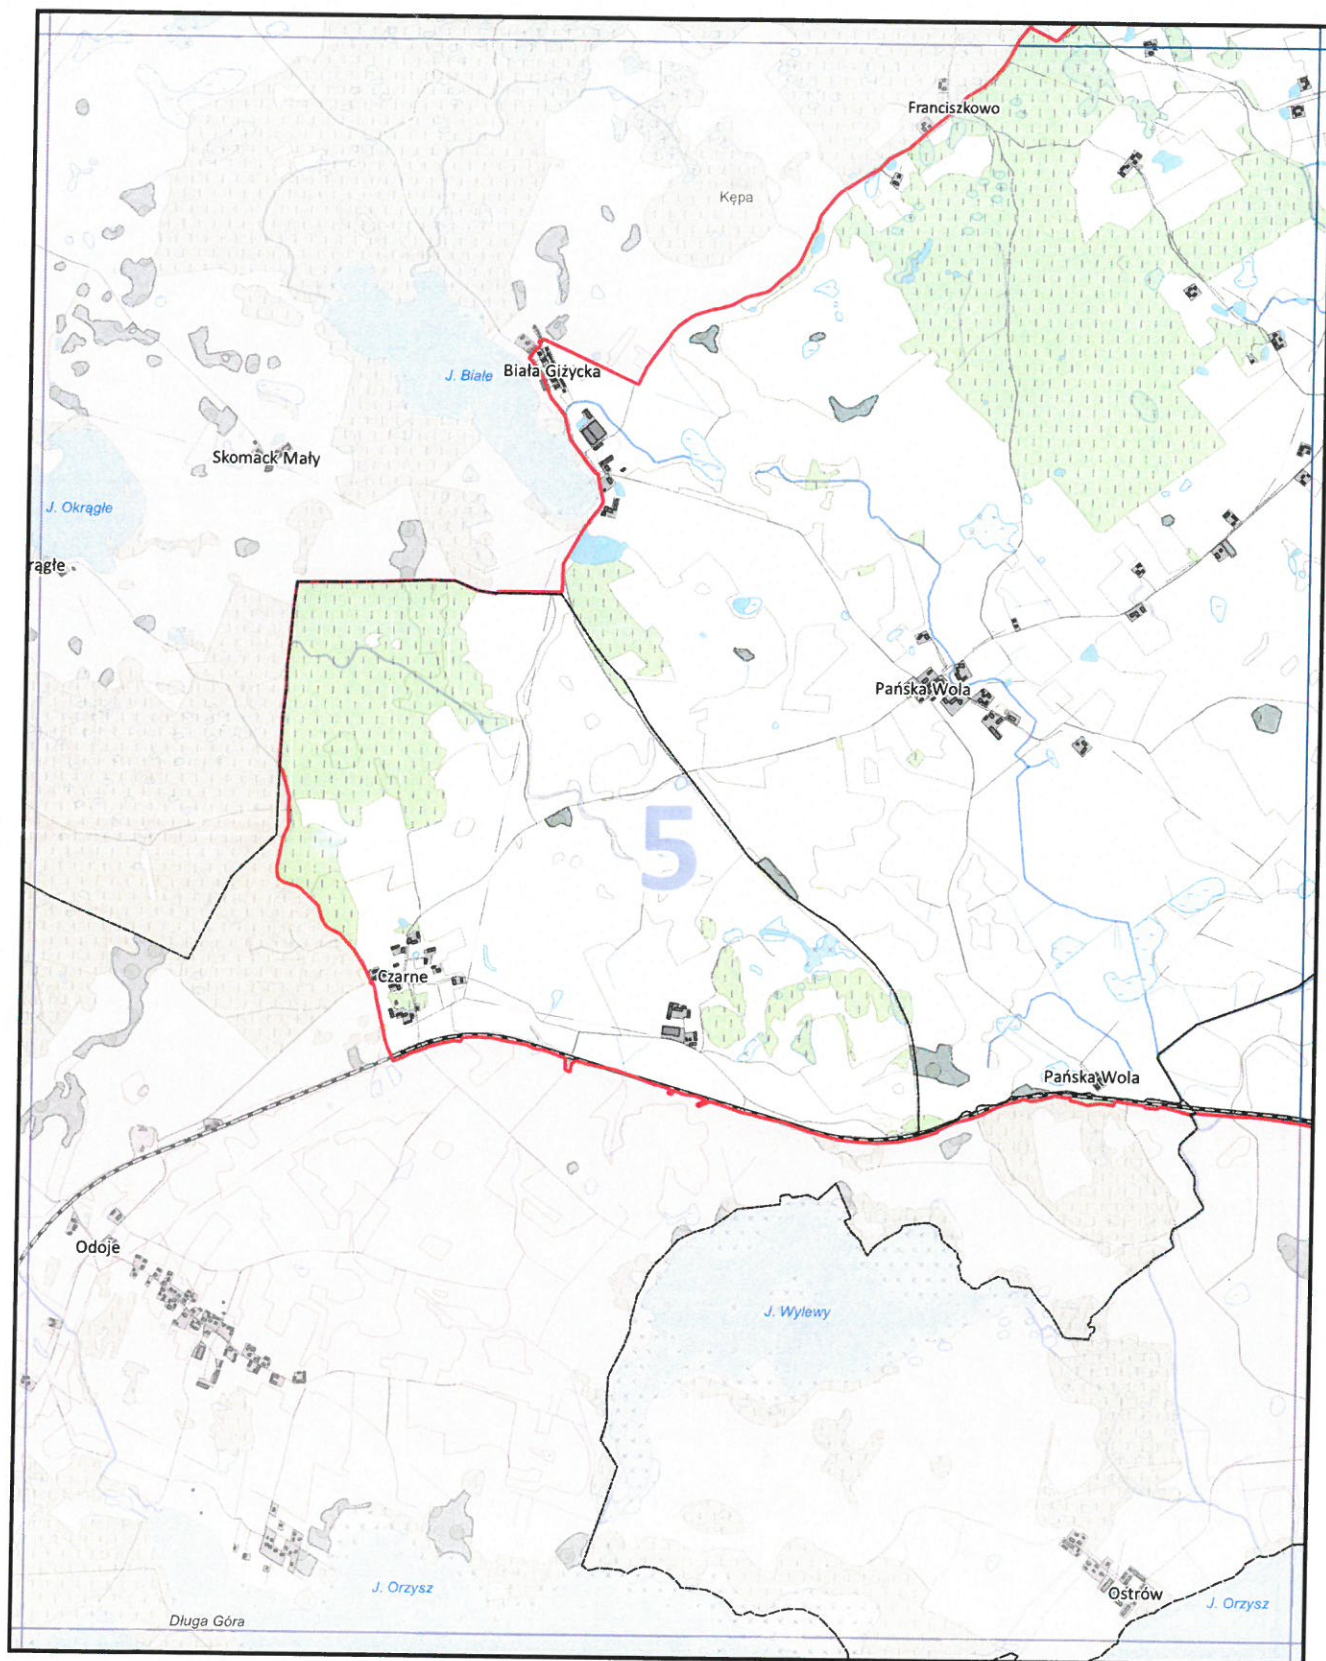 Franciszkowo
Kępa
J. Białe
Biała Giżycka
Skomack Mały
J. Okrągłe
rągłe
Pańska Wola
5
Czarne
Pańska Wola
Odoje
J. Wylewy
J. Orzysz
Ostrów
J. Orzysz
Długa Góra